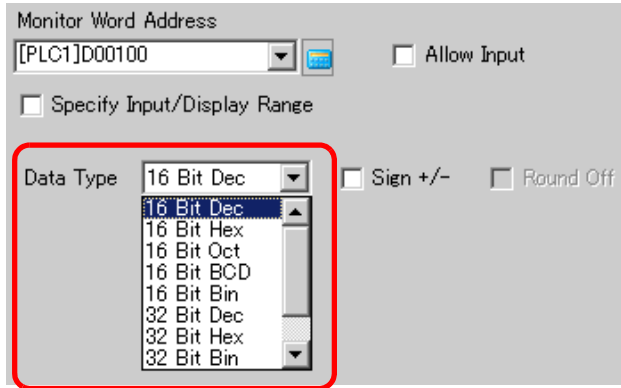 Monitor Word Address
[PLC1]D00100 Allow Input
Specify Input/Display Range
Data Type 16 Bit Dec Sign +/- Round Off
16 Bit Dec
16 Bit Hex
16 Bit Oct
16 Bit BCD
16 Bit Bin
32 Bit Dec
32 Bit Hex
32 Bit Bin